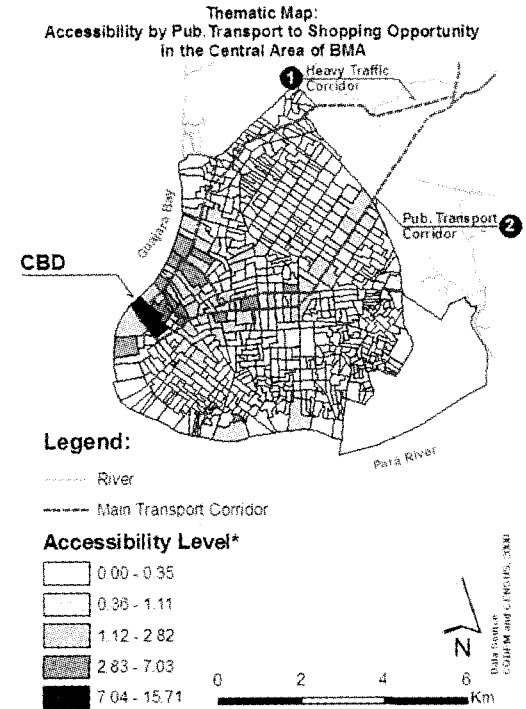 Thematic Map:
Accessibility by Pub. Transport to Shopping Opportunity
in the Central Area of BMA
1 Heavy Traffic
Corridor
Guajara Bay
Pub. Transport 2
Corridor
CBD
Pará River
Legend:
River
Main Transport Corridor
Accessibility Level*
0.00 - 0.35
0.36 - 1.11
1.12 - 2.82
2.83 - 7.03
7.04 - 15.71
N
0 2 4 6
Km
Data Source